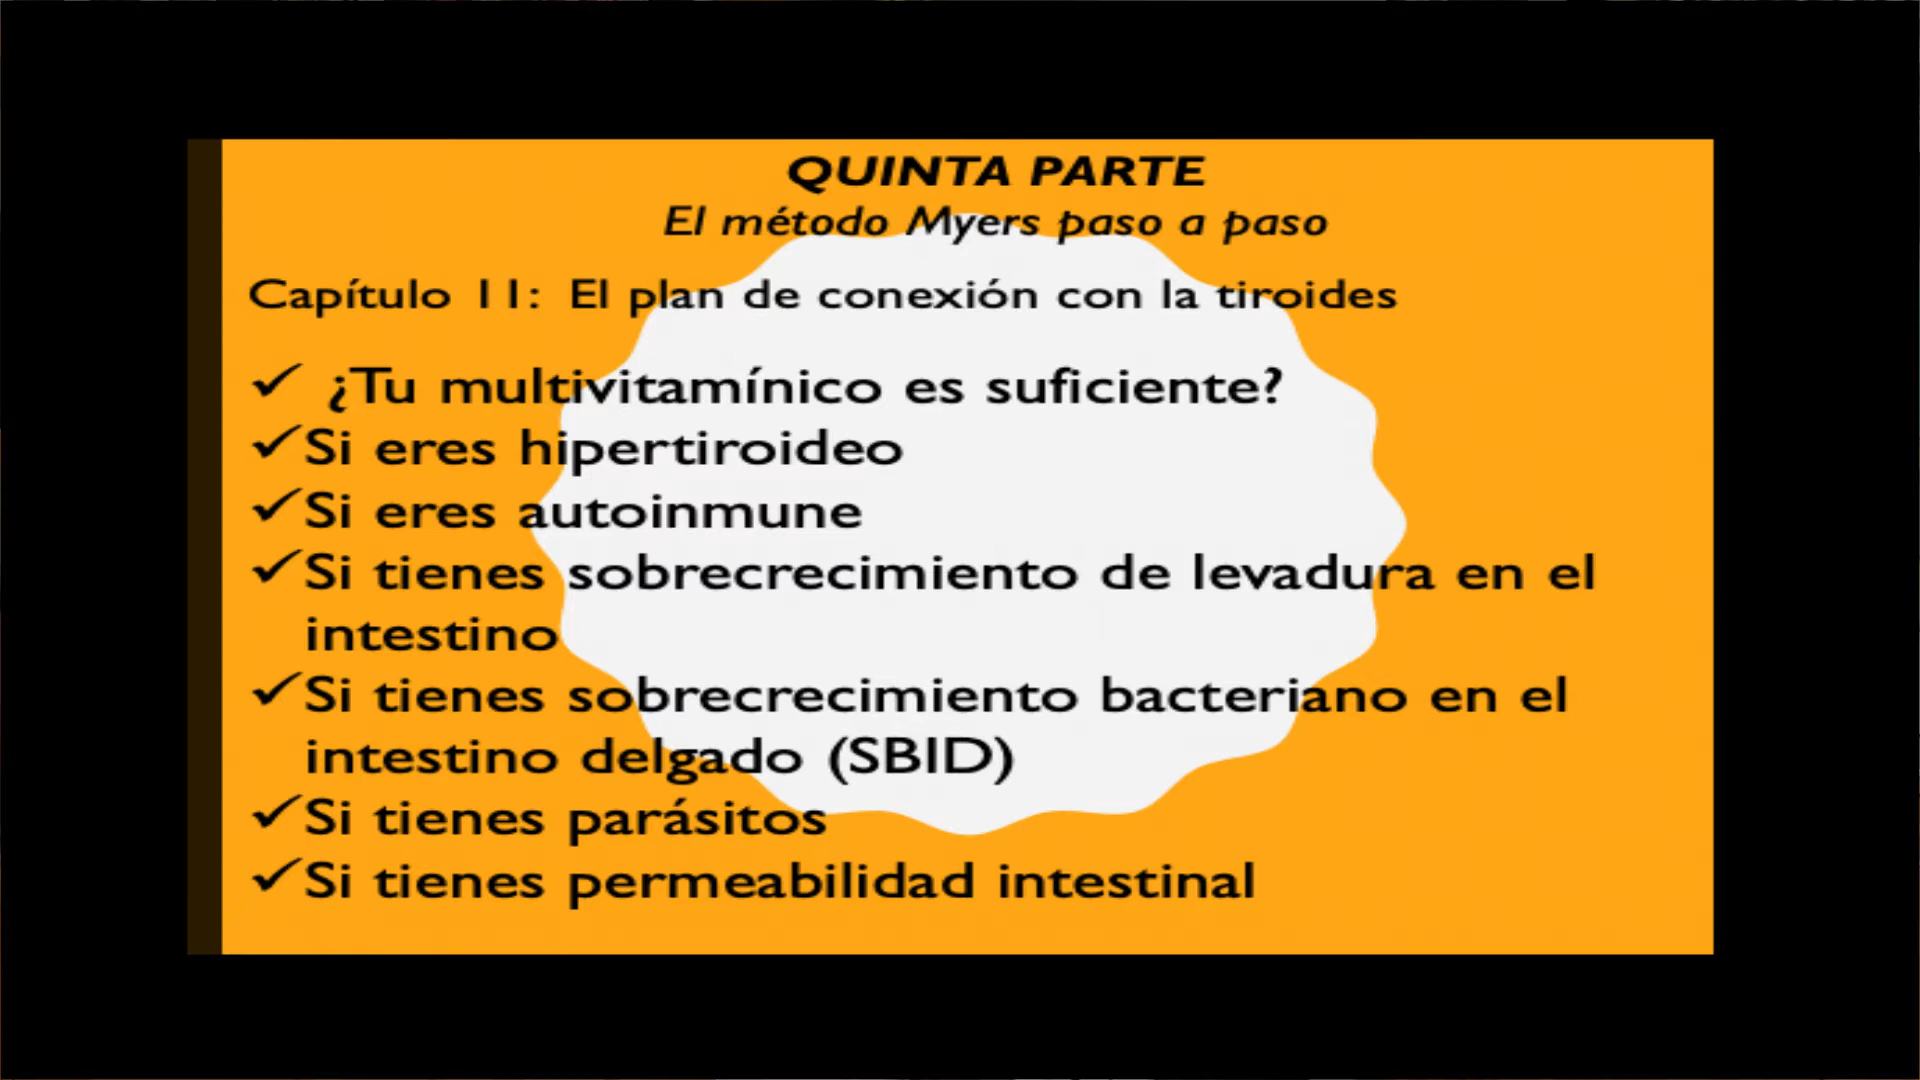 QUINTA PARTE
El método Myers paso a paso
Capítulo 11: El plan de conexión con la tiroides
✓ ¿Tu multivitamínico es suficiente?
✓Si eres hipertiroideo
✓Si eres autoinmune
✓Si tienes sobrecrecimiento de levadura en el
intestino
✓Si tienes sobrecrecimiento bacteriano en el
intestino delgado (SBID)
✓Si tienes parásitos
✓Si tienes permeabilidad intestinal